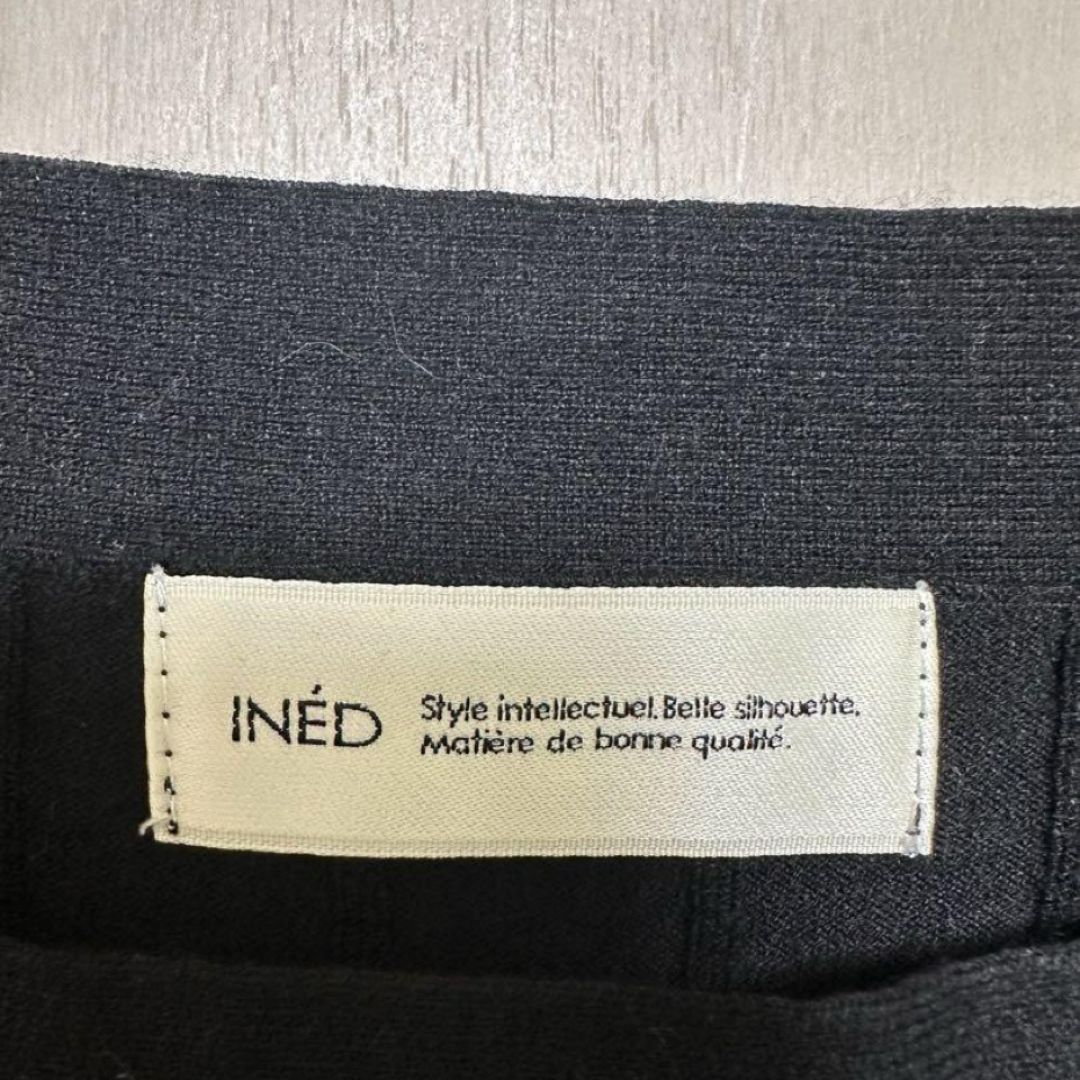 INÉD
Style intellectuel. Belle silhouette.
Matière de bonne qualité.